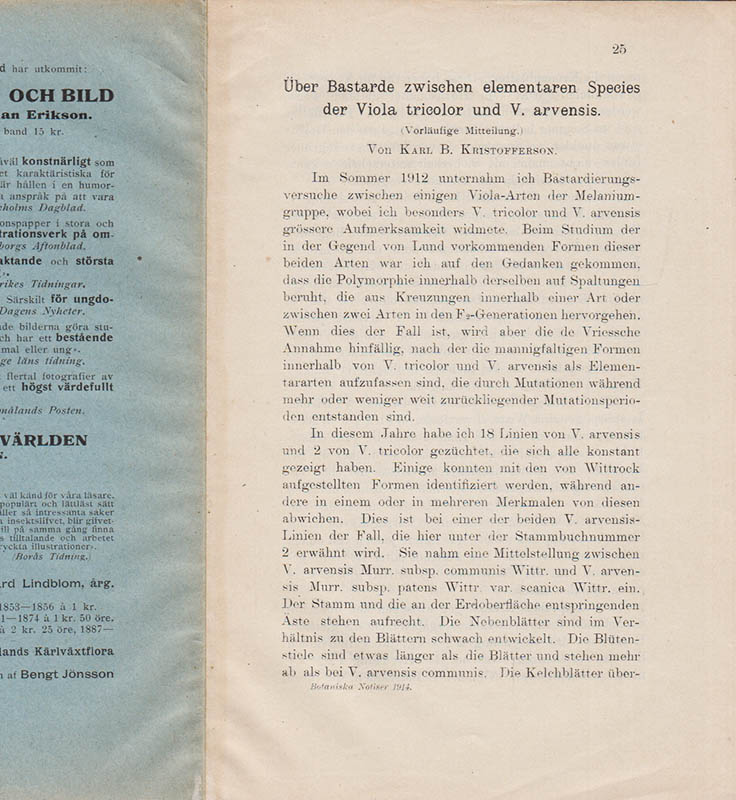 d har utkommit:
OCH BILD
an Erikson.
band 15 kr.
äväl konstnärligt som
et karaktäristiska för
är hållen i en humor-
anspråk på att vara
cholms Dagblad.
onspapper i stora och
trationsverk på om-
borgs Aftonblad.
aktande och största
rikes Tidningar.
Särskilt för ungdo-
Dagens Nyheter.
ade bilderna göra stu-
ch har ett bestående
mal eller ung».
ge läns tidning.
flertal fotografier av
ett högst värdefullt
nålands Posten.
VÄRLDEN
väl känd för våra läsare.
populärt och lättläst sätt
åller så intressanta saker
insektslifvet, blir gifvet-
ill på samma gång finna
s tilltalande och arbetet
ryckta illustrationer».
(Borås Tidning.)
ard Lindblom, årg.
1853—1856 à 1 kr.
1—1874 à 1 kr. 50 öre.
à 2 kr. 25 öre, 1887—
lands Kärlväxtflora
af Bengt Jönsson
25
Über Bastarde zwischen elementaren Species
der Viola tricolor und V. arvensis.
(Vorläufige Mitteilung.)
Von Karl B. Kristofferson.
Im Sommer 1912 unternahm ich Bastardierungs-
versuche zwischen einigen Viola-Arten der Melanium-
gruppe, wobei ich besonders V. tricolor und V. arvensis
grössere Aufmerksamkeit widmete. Beim Studium der
in der Gegend von Lund vorkommenden Formen dieser
beiden Arten war ich auf den Gedanken gekommen,
dass die Polymorphie innerhalb derselben auf Spaltungen
beruht, die aus Kreuzungen innerhalb einer Art oder
zwischen zwei Arten in den F₂-Generationen hervorgehen.
Wenn dies der Fall ist, wird aber die de Vriessche
Annahme hinfällig, nach der die mannigfaltigen Formen
innerhalb von V. tricolor und V. arvensis als Elemen-
tararten aufzufassen sind, die durch Mutationen während
mehr oder weniger weit zurückliegender Mutationsperio-
den entstanden sind.
In diesem Jahre habe ich 18 Linien von V. arvensis
und 2 von V. tricolor gezüchtet, die sich alle konstant
gezeigt haben. Einige konnten mit den von Wittrock
aufgestellten Formen identifiziert werden, während an-
dere in einem oder in mehreren Merkmalen von diesen
abwichen. Dies ist bei einer der beiden V. arvensis-
Linien der Fall, die hier unter der Stammbuchnummer
2 erwähnt wird. Sie nahm eine Mittelstellung zwischen
V. arvensis Murr. subsp. communis Wittr. und V. arven-
sis Murr. subsp. patens Wittr. var. scanica Wittr. ein.
Der Stamm und die an der Erdoberfläche entspringenden
Äste stehen aufrecht. Die Nebenblätter sind im Ver-
hältnis zu den Blättern schwach entwickelt. Die Blüten-
stiele sind etwas länger als die Blätter und stehen mehr
ab als bei V. arvensis communis. Die Kelchblätter über-
Botaniska Notiser 1914.